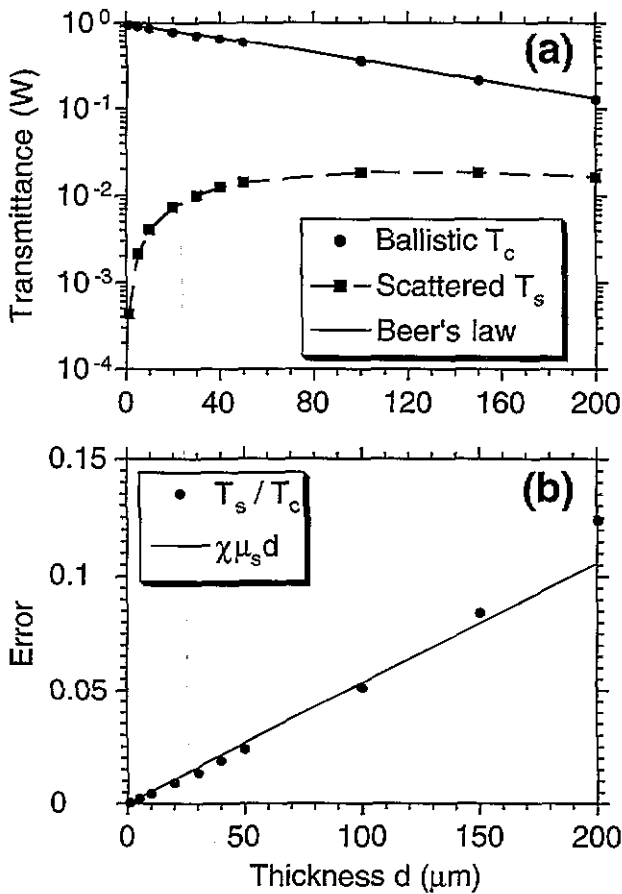 (a)
Transmittance (W)
10⁰
10⁻¹
10⁻²
10⁻³
10⁻⁴
Ballistic T_c
Scattered T_s
Beer's law
0 40 80 120 160 200
(b)
Error
0.15
0.1
0.05
0
T_s / T_c
χμ_sd
0 50 100 150 200
Thickness d (μm)